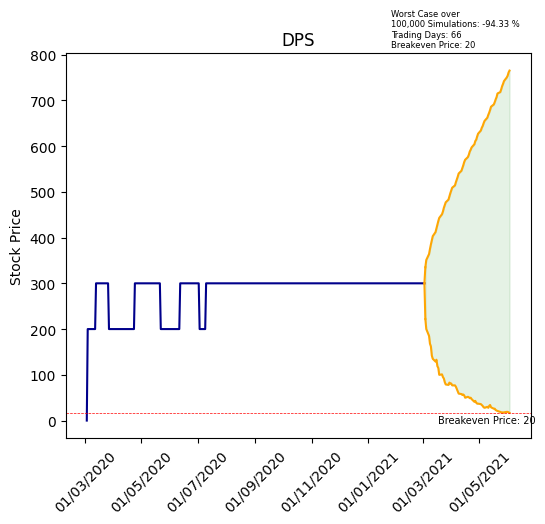 Worst Case over
100,000 Simulations: -94.33 %
Trading Days: 66
Breakeven Price: 20
DPS
Stock Price
800
700
600
500
400
300
200
100
0
Breakeven Price: 20
01/03/2020
01/05/2020
01/07/2020
01/09/2020
01/11/2020
01/01/2021
01/03/2021
01/05/2021